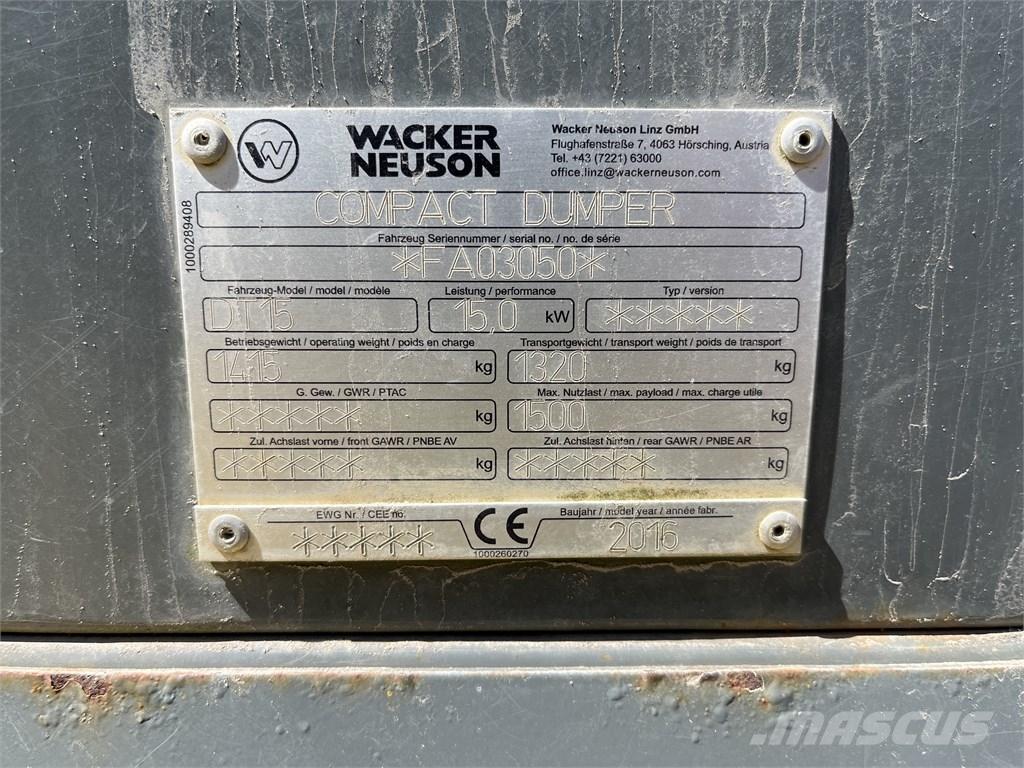 W
WACKER
NEUSON
Wacker Neuson Linz GmbH
Flughafenstraße 7, 4063 Hörsching, Austria
Tel. +43 (7221) 63000
office.linz@wackerneuson.com
1000289408
COMPACT DUMPER
Fahrzeug Seriennummer / serial no. / no. de série
*FA03050*
Fahrzeug-Model / model / modèle
DT15
Leistung / performance
15,0 kW
Typ / version
*****
Betriebsgewicht / operating weight / poids en charge
1415 kg
Transportgewicht / transport weight / poids de transport
1320 kg
G. Gew. / GWR / PTAC
***** kg
Max. Nutzlast / max. payload / max. charge utile
1500 kg
Zul. Achslast vorne / front GAWR / PNBE AV
***** kg
Zul. Achslast hinten / rear GAWR / PNBE AR
***** kg
EWG Nr. / CEE no.
*****
CE
1000260270
Baujahr / model year / année fabr.
2016
MASCUS